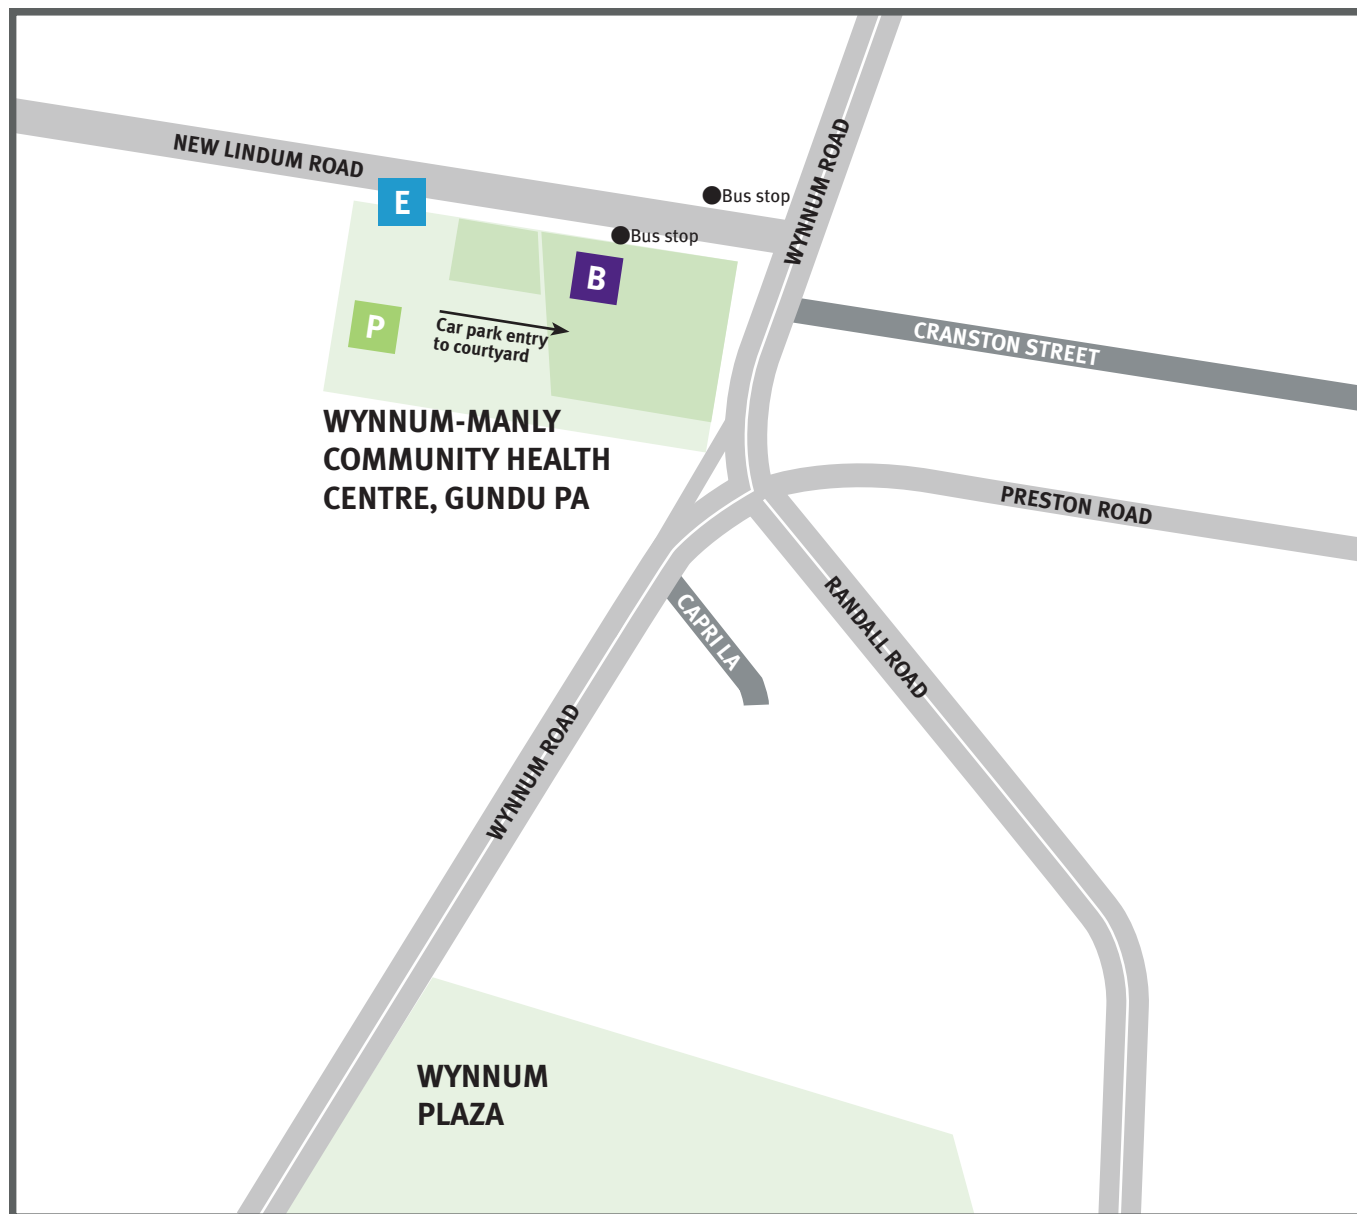 NEW LINDUM ROAD
WYNNUM ROAD
Bus stop
E
Bus stop
B
P
Car park entry
to courtyard
CRANSTON STREET
WYNNUM-MANLY
COMMUNITY HEALTH
CENTRE, GUNDU PA
PRESTON ROAD
RANDALL ROAD
CAPRI LA
WYNNUM ROAD
WYNNUM
PLAZA